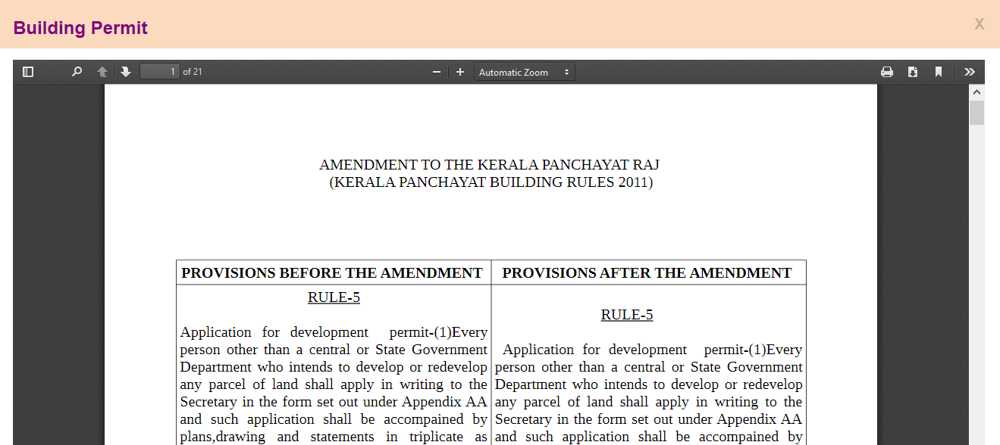 Building Permit
X
1 of 21
Automatic Zoom
AMENDMENT TO THE KERALA PANCHAYAT RAJ
(KERALA PANCHAYAT BUILDING RULES 2011)
PROVISIONS BEFORE THE AMENDMENT
RULE-5
Application for development permit-(1)Every
person other than a central or State Government
Department who intends to develop or redevelop
any parcel of land shall apply in writing to the
Secretary in the form set out under Appendix AA
and such application shall be accompained by
plans,drawing and statements in triplicate as
PROVISIONS AFTER THE AMENDMENT
RULE-5
Application for development permit-(1)Every
person other than a central or State Government
Department who intends to develop or redevelop
any parcel of land shall apply in writing to the
Secretary in the form set out under Appendix AA
and such application shall be accompained by